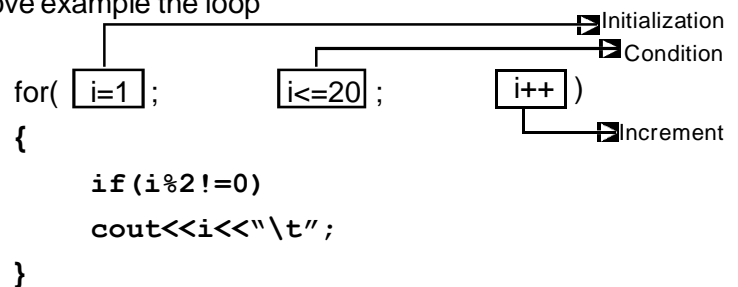 ove example the loop
Initialization
Condition
for( i=1 ; i<=20 ; i++ )
Increment
{
if(i%2!=0)
cout<<i<<“\t”;
}